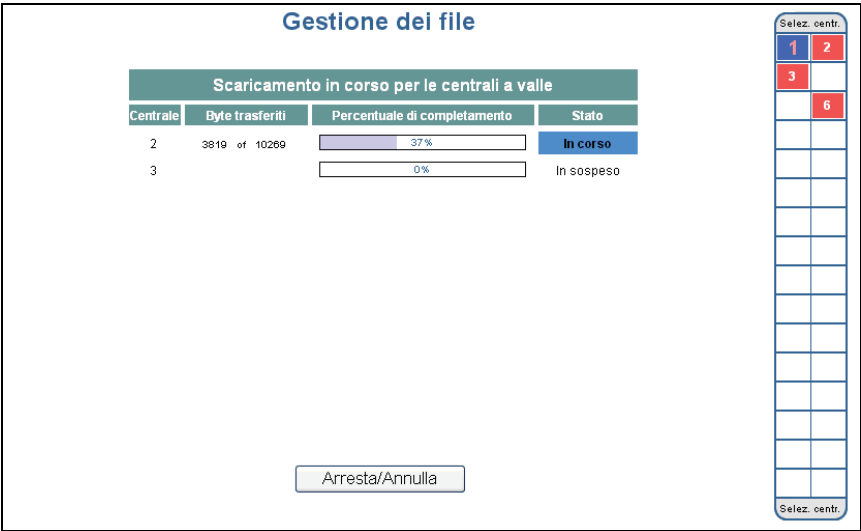 Gestione dei file
Scaricamento in corso per le centrali a valle
Centrale Byte trasferiti Percentuale di completamento Stato
2 3819 of 10269 37% In corso
3 0% In sospeso
Arresta/Annulla
Selez. centr.
1 2
3
6
Selez. centr.